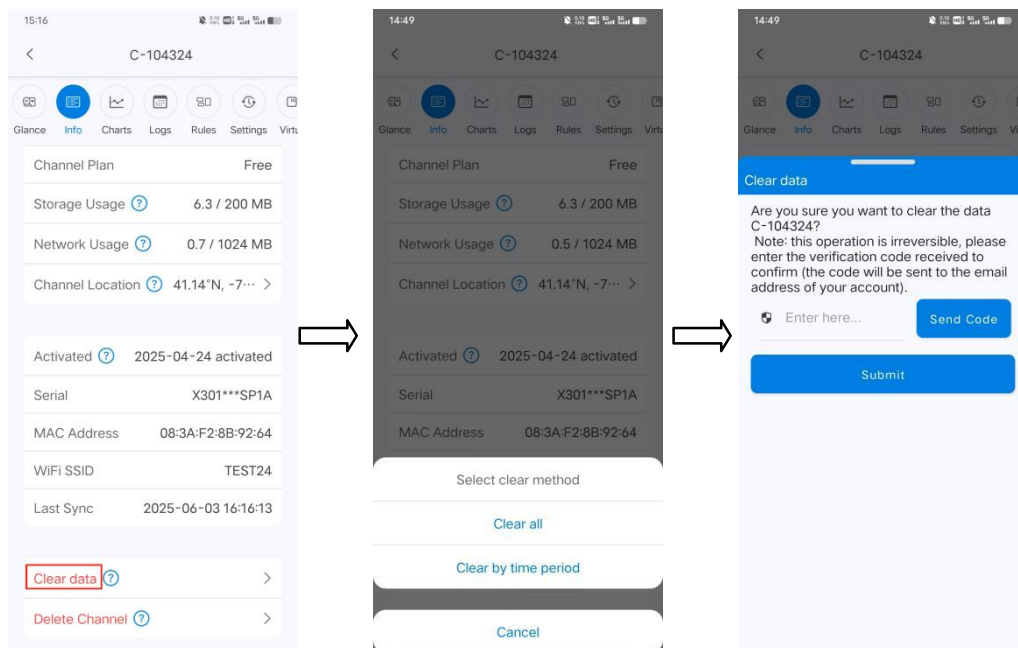 15:16
C-104324
Glance Info Charts Logs Rules Settings Virtu
Channel Plan Free
Storage Usage ? 6.3 / 200 MB
Network Usage ? 0.7 / 1024 MB
Channel Location ? 41.14°N, -7··· >
Activated ? 2025-04-24 activated
Serial X301***SP1A
MAC Address 08:3A:F2:8B:92:64
WiFi SSID TEST24
Last Sync 2025-06-03 16:16:13
Clear data ? >
Delete Channel ? >
14:49
C-104324
Glance Info Charts Logs Rules Settings Virtu
Channel Plan Free
Storage Usage ? 6.3 / 200 MB
Network Usage ? 0.5 / 1024 MB
Channel Location ? 41.14°N, -7··· >
Activated ? 2025-04-24 activated
Serial X301***SP1A
MAC Address 08:3A:F2:8B:92:64
Select clear method
Clear all
Clear by time period
Cancel
14:49
C-104324
Glance Info Charts Logs Rules Settings Vi
Clear data
Are you sure you want to clear the data
C-104324?
Note: this operation is irreversible, please
enter the verification code received to
confirm (the code will be sent to the email
address of your account).
Enter here...
Send Code
Submit